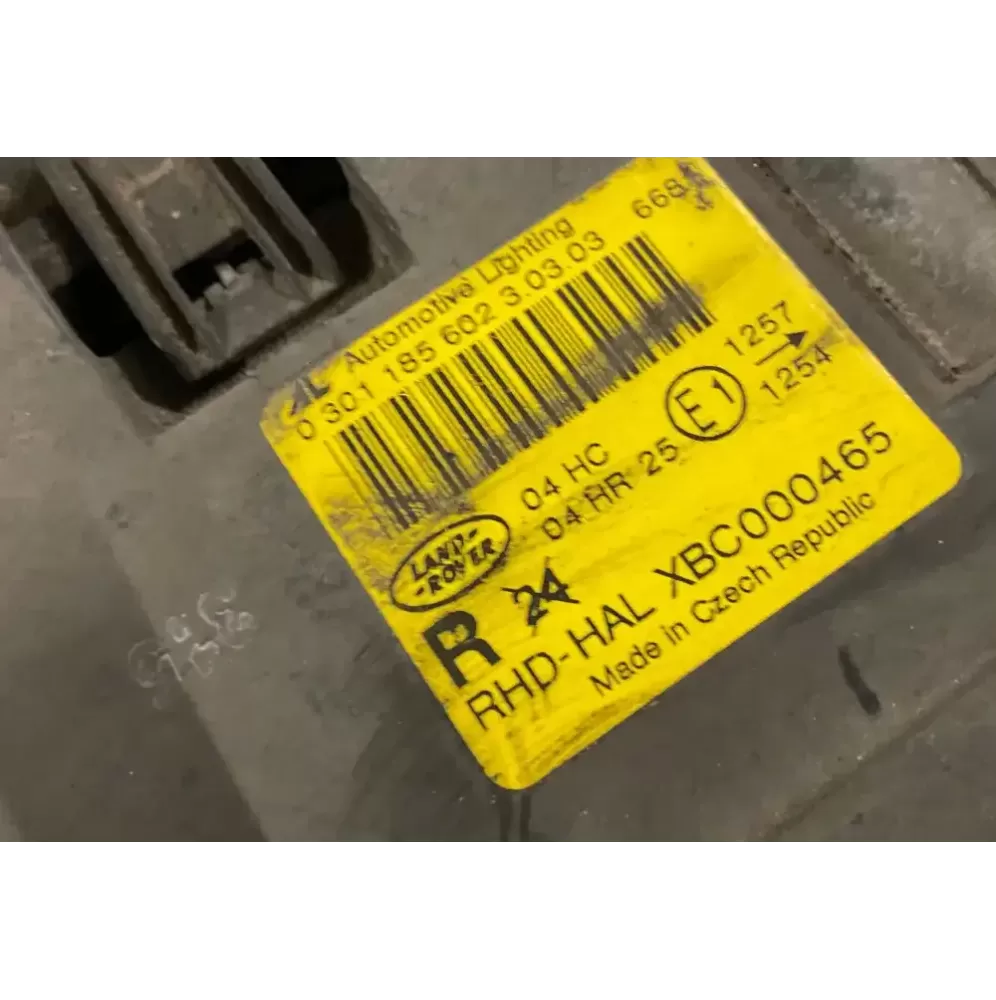 AL Automotive Lighting 668
0 301 185 602 3.03.03
04 HC
04 RR 25 E1
1257
1254
LAND-
-ROVER
R 24
RHD-HAL XBC000465
Made in Czech Republic